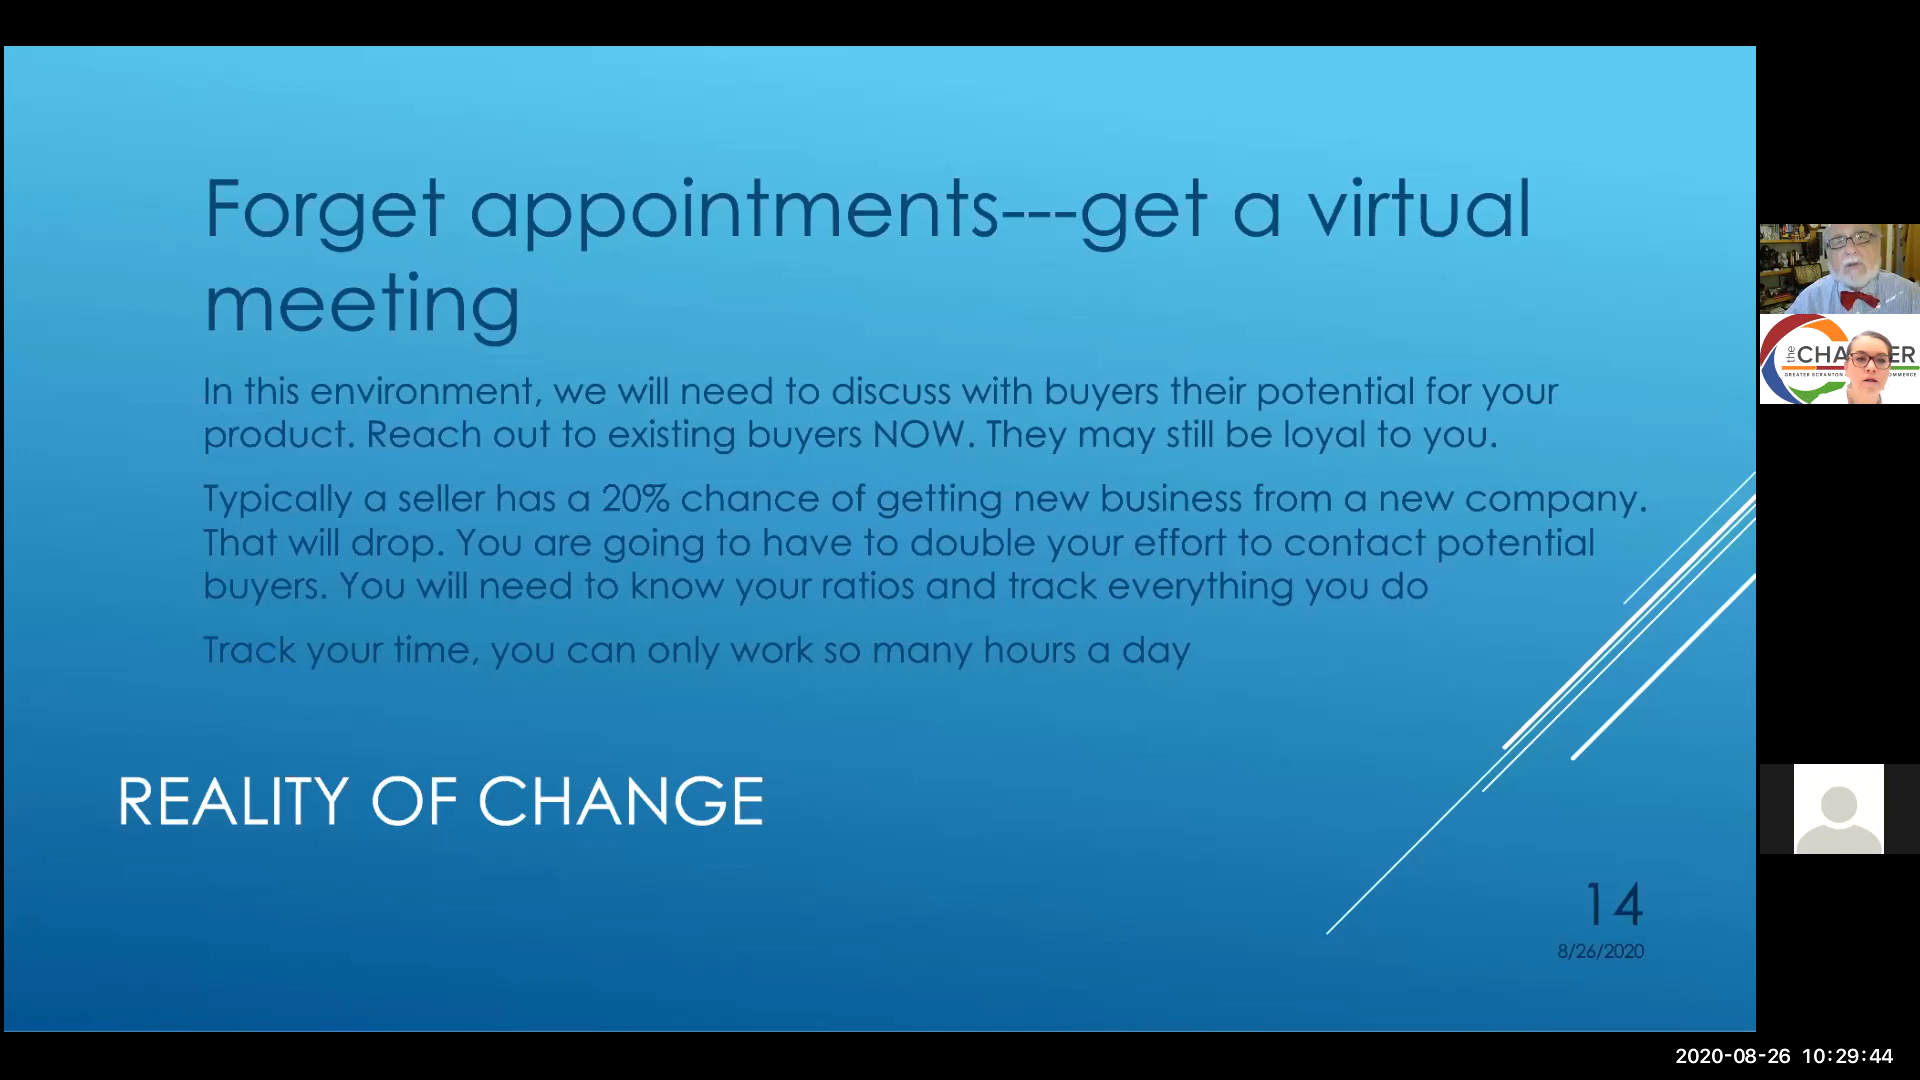 Forget appointments---get a virtual
meeting
In this environment, we will need to discuss with buyers their potential for your
product. Reach out to existing buyers NOW. They may still be loyal to you.
Typically a seller has a 20% chance of getting new business from a new company.
That will drop. You are going to have to double your effort to contact potential
buyers. You will need to know your ratios and track everything you do
Track your time, you can only work so many hours a day
REALITY OF CHANGE
14
8/26/2020
the
GREATER SCRANTON
2020-08-26 10:29:44